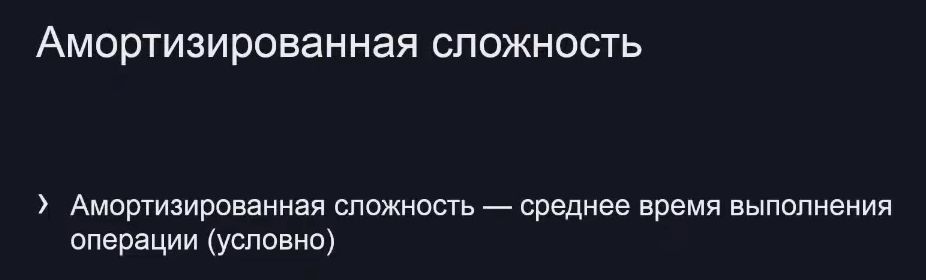 Амортизированная сложность
› Амортизированная сложность — среднее время выполнения
операции (условно)